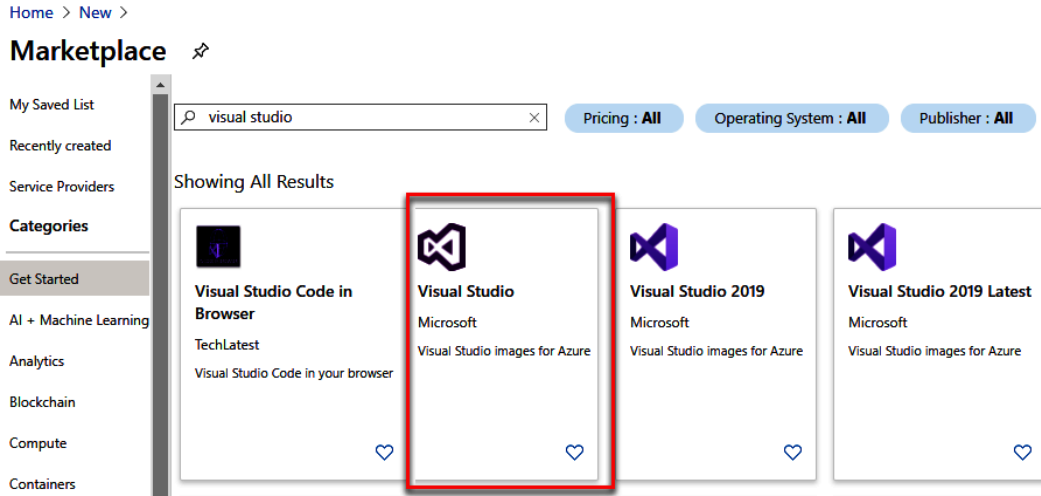 Home > New >
Marketplace
My Saved List
Recently created
Service Providers
Categories
Get Started
AI + Machine Learning
Analytics
Blockchain
Compute
Containers
visual studio
Pricing : All
Operating System : All
Publisher : All
Showing All Results
Visual Studio Code in
Browser
TechLatest
Visual Studio Code in your browser
Visual Studio
Microsoft
Visual Studio images for Azure
Visual Studio 2019
Microsoft
Visual Studio images for Azure
Visual Studio 2019 Latest
Microsoft
Visual Studio images for Azure